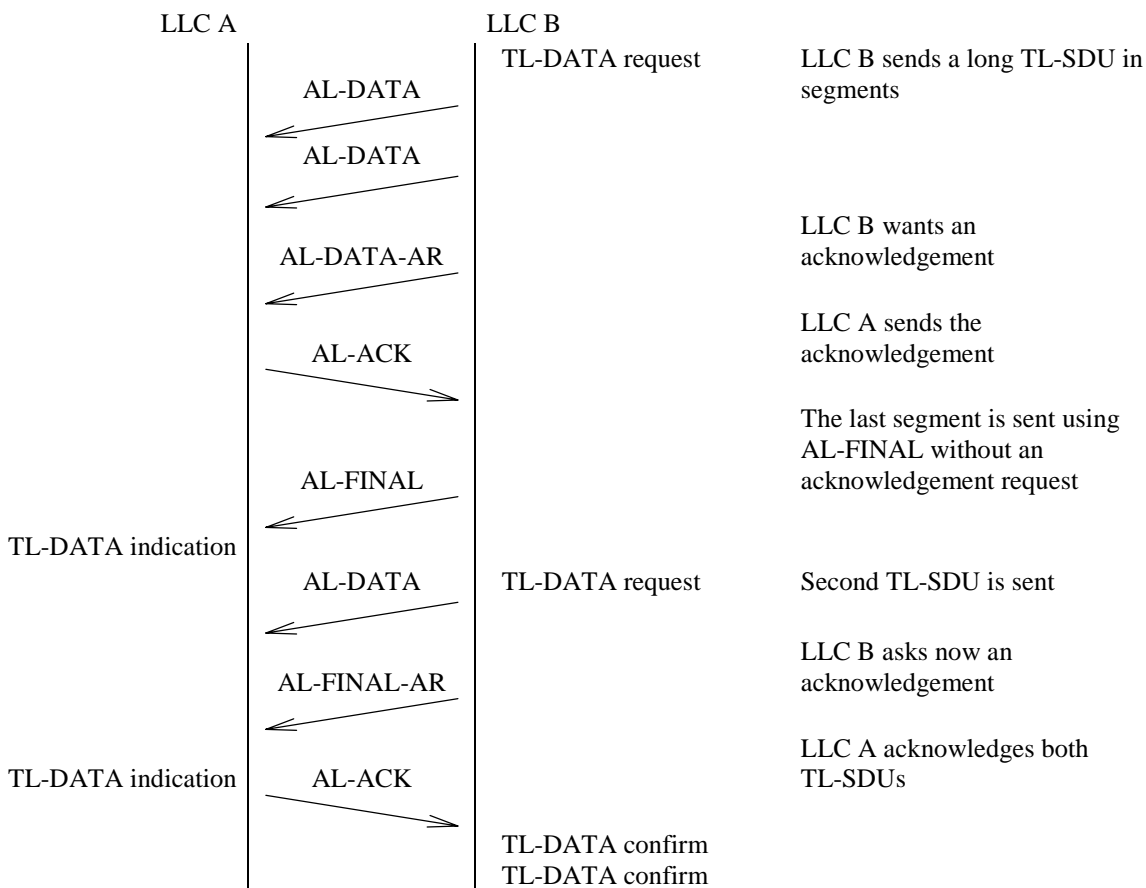 LLC A LLC B
TL-DATA request LLC B sends a long TL-SDU in
segments
AL-DATA
AL-DATA
LLC B wants an
acknowledgement
AL-DATA-AR
LLC A sends the
acknowledgement
AL-ACK
The last segment is sent using
AL-FINAL without an
acknowledgement request
AL-FINAL
TL-DATA indication
AL-DATA TL-DATA request Second TL-SDU is sent
LLC B asks now an
acknowledgement
AL-FINAL-AR
LLC A acknowledges both
TL-SDUs
TL-DATA indication AL-ACK
TL-DATA confirm
TL-DATA confirm